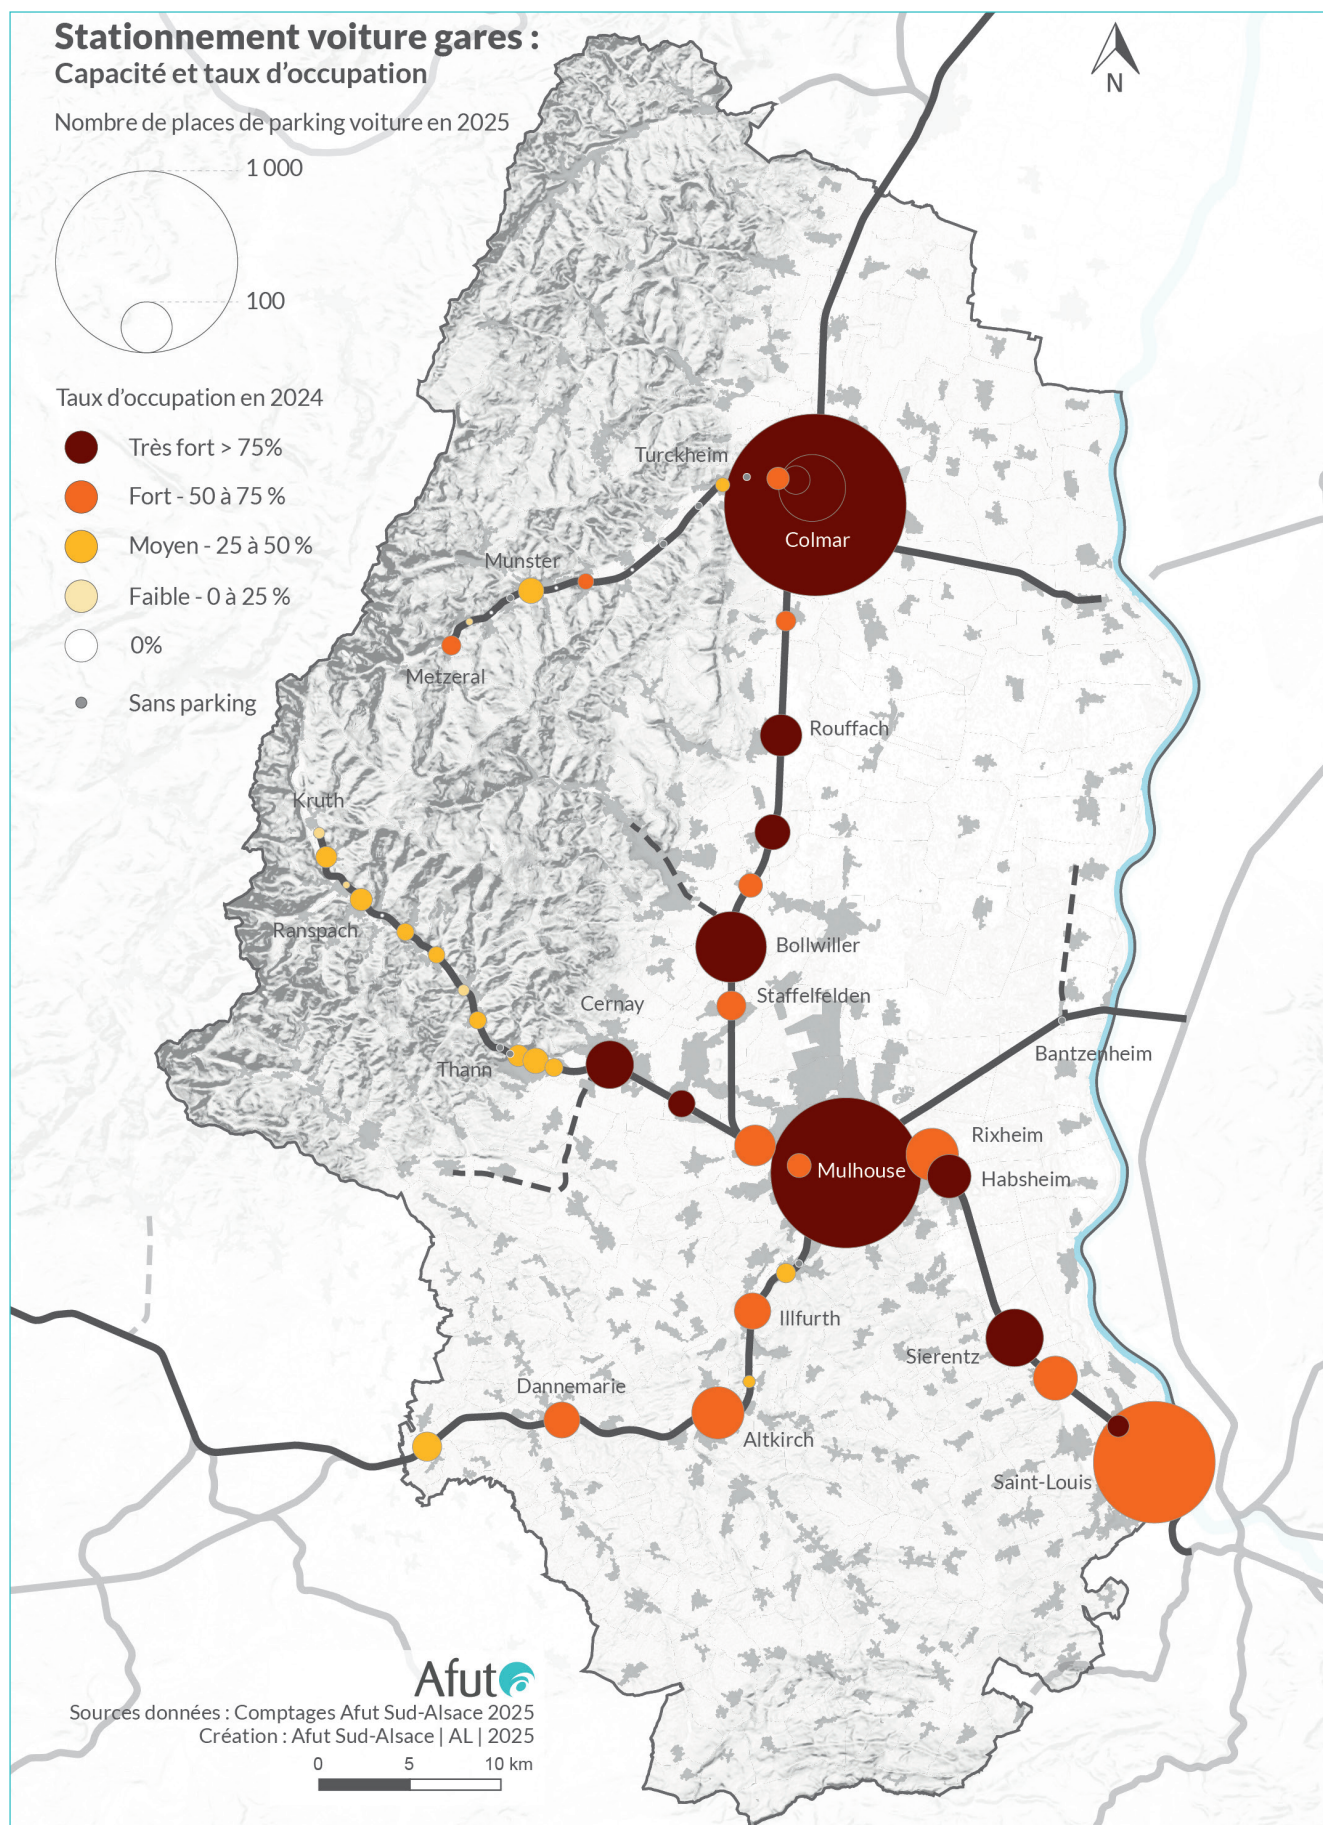 Stationnement voiture gares :
Capacité et taux d'occupation
Nombre de places de parking voiture en 2025
1 000
100
Taux d'occupation en 2024
Très fort > 75%
Fort - 50 à 75 %
Moyen - 25 à 50 %
Faible - 0 à 25 %
0%
Sans parking
N
Turckheim
Colmar
Munster
Metzeral
Rouffach
Kruth
Ranspach
Bollwiller
Staffelfelden
Cernay
Bantzenheim
Thann
Rixheim
Mulhouse
Habsheim
Illfurth
Sierentz
Dannemarie
Altkirch
Saint-Louis
Afut
Sources données : Comptages Afut Sud-Alsace 2025
Création : Afut Sud-Alsace | AL | 2025
0 5 10 km